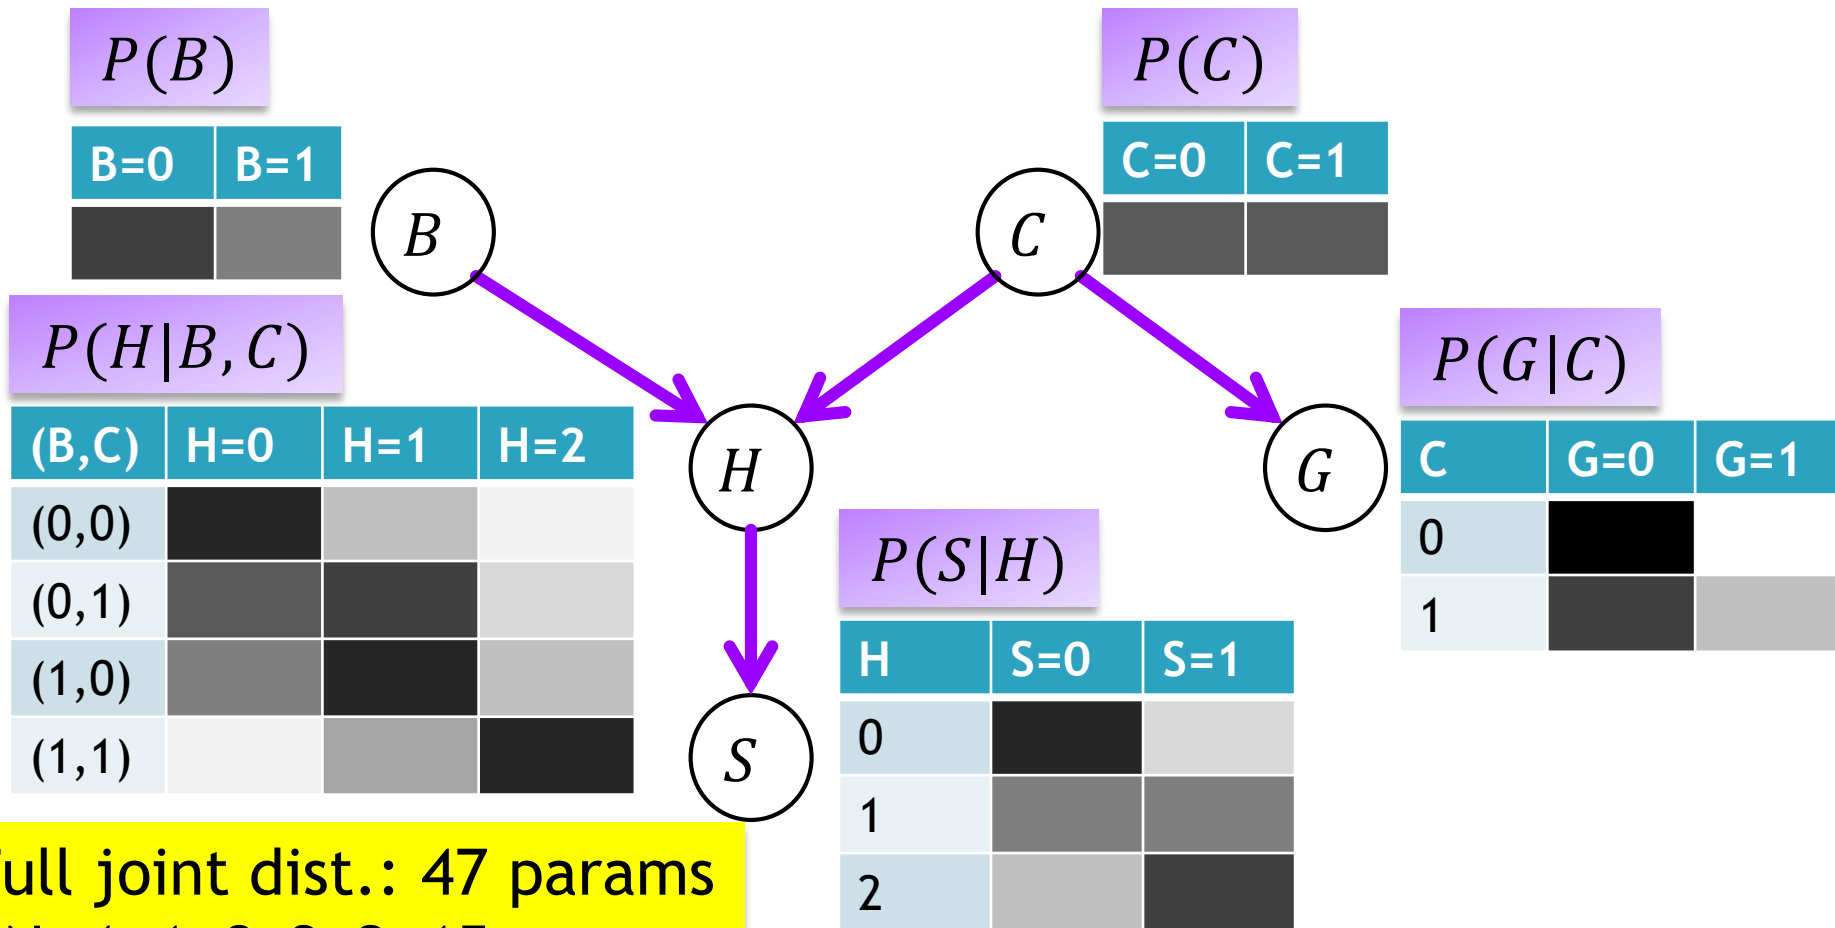 P(B)
B=0 B=1
B
P(C)
C=0 C=1
C
P(H|B,C)
(B,C) H=0 H=1 H=2
(0,0)
(0,1)
(1,0)
(1,1)
H
G
P(G|C)
C G=0 G=1
0
1
P(S|H)
H S=0 S=1
0
1
2
S
full joint dist.: 47 params